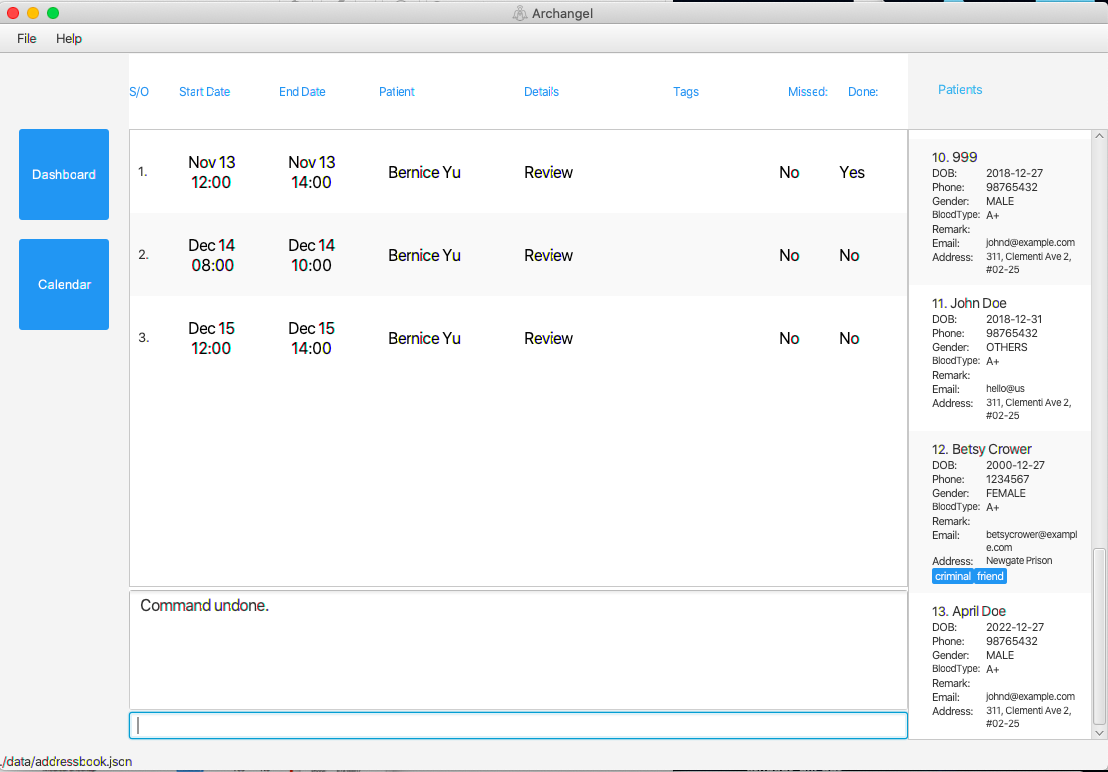 Archangel
File Help
S/O Start Date End Date Patient Details Tags Missed: Done:
Patients
Dashboard
Calendar
1. Nov 13 12:00 Nov 13 14:00 Bernice Yu Review No Yes
2. Dec 14 08:00 Dec 14 10:00 Bernice Yu Review No No
3. Dec 15 12:00 Dec 15 14:00 Bernice Yu Review No No
Command undone.
10. 999
DOB: 2018-12-27
Phone: 98765432
Gender: MALE
BloodType: A+
Remark:
Email: johnd@example.com
Address: 311, Clementi Ave 2,
#02-25
11. John Doe
DOB: 2018-12-31
Phone: 98765432
Gender: OTHERS
BloodType: A+
Remark:
Email: hello@us
Address: 311, Clementi Ave 2,
#02-25
12. Betsy Crower
DOB: 2000-12-27
Phone: 1234567
Gender: FEMALE
BloodType: A+
Remark:
Email: betsycrower@exampl
e.com
Address: Newgate Prison
criminal friend
13. April Doe
DOB: 2022-12-27
Phone: 98765432
Gender: MALE
BloodType: A+
Remark:
Email: johnd@example.com
Address: 311, Clementi Ave 2,
#02-25
./data/addressbook.json